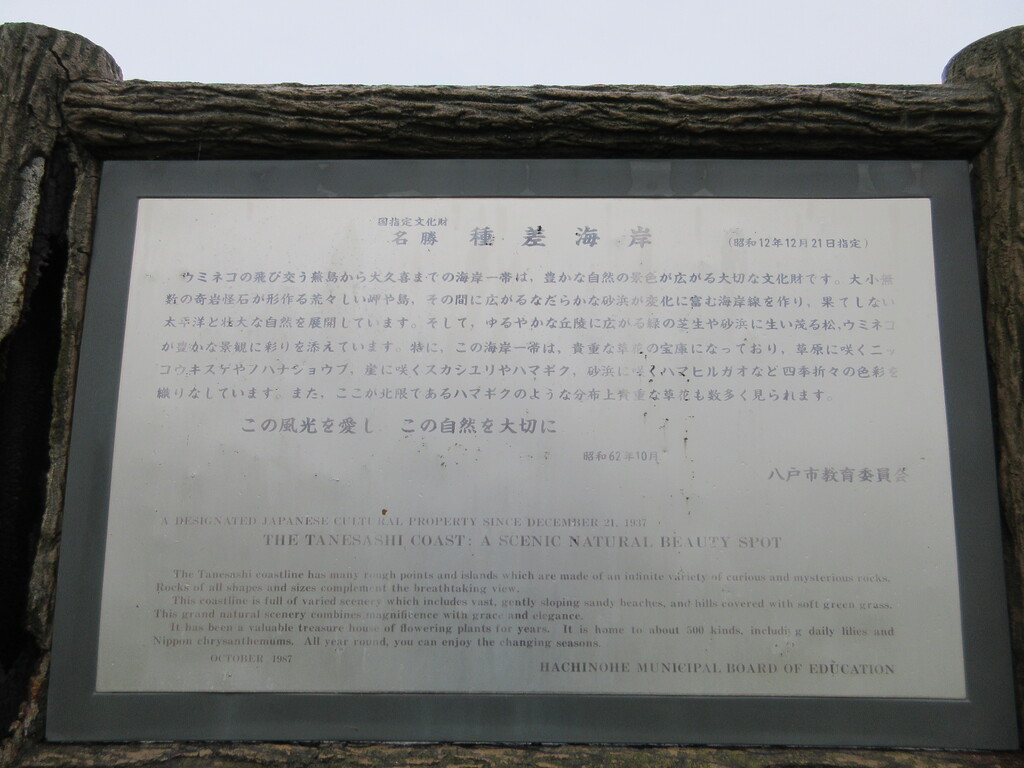 国指定文化財
名勝 種差海岸 (昭和12年12月21日指定)
ウミネコの飛び交う蕪島から大久喜までの海岸一帯は、豊かな自然の景色が広がる大切な文化財です。大小無
数の奇岩怪石が形作る荒々しい岬や島、その間に広がるなだらかな砂浜が変化に富む海岸線を作り、果てしない
太平洋と壮大な自然を展開しています。そして、ゆるやかな丘陵に広がる緑の芝生や砂浜に生い茂る松,ウミネコ
が豊かな景観に彩りを添えています。特に、この海岸一帯は、貴重な草花の宝庫になっており、草原に咲くニッ
コウキスゲやノハナショウブ、崖に咲くスカシユリやハマギク、砂浜に咲くハマヒルガオなど四季折々の色彩を
織りなしています。また、ここが北限であるハマギクのような分布上貴重な草花も数多く見られます。
この風光を愛し この自然を大切に
昭和62年10月
八戸市教育委員会
A DESIGNATED JAPANESE CULTURAL PROPERTY SINCE DECEMBER 21, 1937
THE TANESASHI COAST: A SCENIC NATURAL BEAUTY SPOT
The Tanesashi coastline has many rough points and islands which are made of an infinite variety of curious and mysterious rocks.
Rocks of all shapes and sizes complement the breathtaking view.
This coastline is full of varied scenery which includes vast, gently sloping sandy beaches, and hills covered with soft green grass.
This grand natural scenery combines magnificence with grace and elegance.
It has been a valuable treasure house of flowering plants for years. It is home to about 500 kinds, including daily lilies and
Nippon chrysanthemums. All year round, you can enjoy the changing seasons.
OCTOBER 1987
HACHINOHE MUNICIPAL BOARD OF EDUCATION